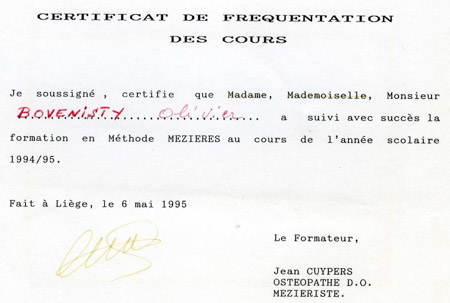 CERTIFICAT DE FREQUENTATION
DES COURS
Je soussigné, certifie que Madame, Mademoiselle, Monsieur
BOVENISTY Olivier a suivi avec succès la
formation en Méthode MEZIERES au cours de l'année scolaire
1994/95.
Fait à Liège, le 6 mai 1995
Le Formateur,
Jean CUYPERS
OSTEOPATHE D.O.
MEZIERISTE.